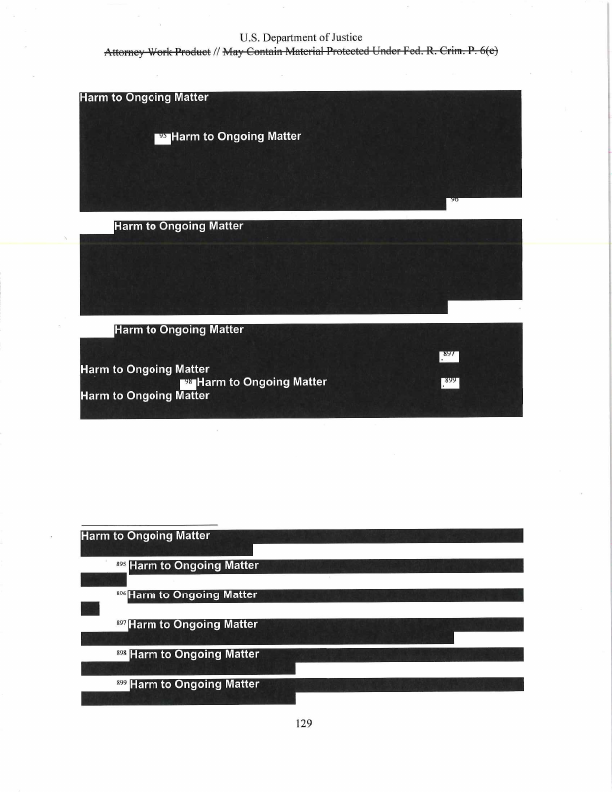 U.S. Department of Justice
Attorney Work Product // May Contain Material Protected Under Fed. R. Crim. P. 6(e)
Harm to Ongoing Matter
95 Harm to Ongoing Matter
96
Harm to Ongoing Matter
Harm to Ongoing Matter
897
Harm to Ongoing Matter
98 Harm to Ongoing Matter 899
Harm to Ongoing Matter
Harm to Ongoing Matter
895 Harm to Ongoing Matter
896 Harm to Ongoing Matter
897 Harm to Ongoing Matter
898 Harm to Ongoing Matter
899 Harm to Ongoing Matter
129